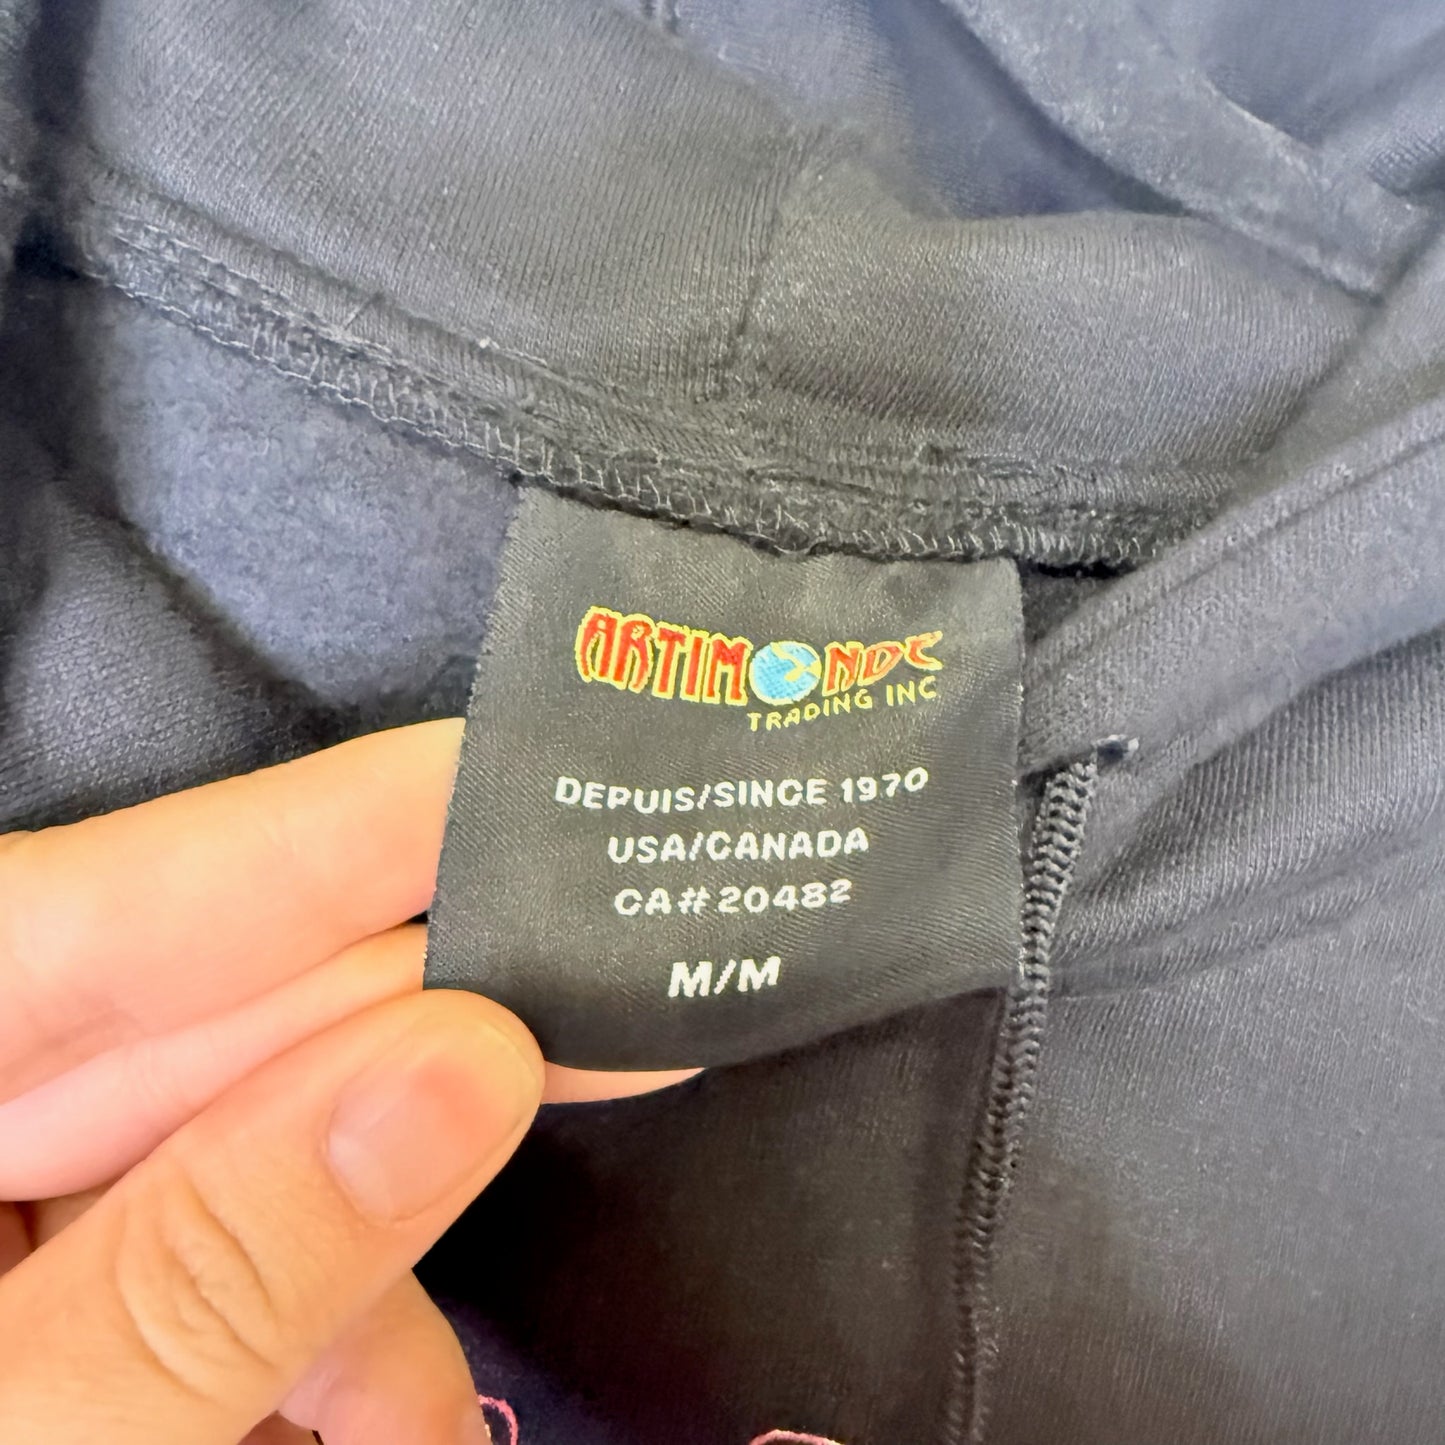 ARTIMONDE
TRADING INC
DEPUIS/SINCE 1970
USA/CANADA
CA# 20482
M/M